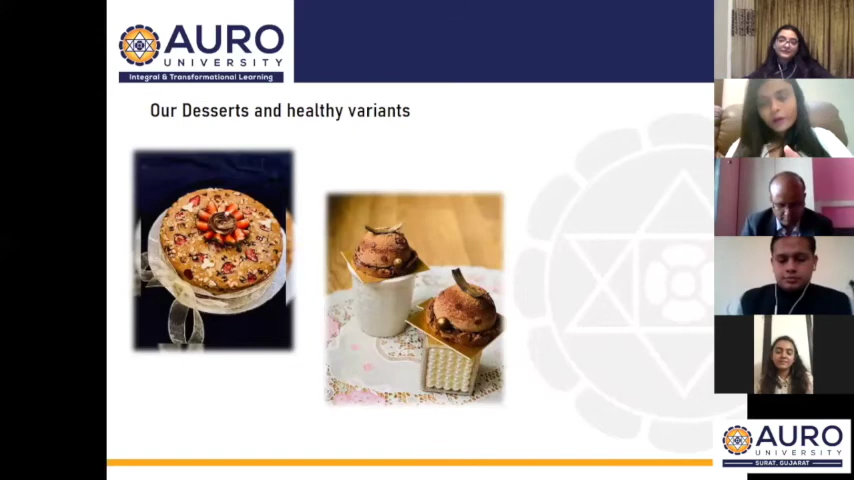 AURO
UNIVERSITY
Integral & Transformational Learning
Our Desserts and healthy variants
AURO
UNIVERSITY
SURAT, GUJARAT